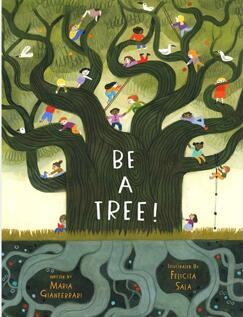 BE
A
TREE!
WRITTEN BY
MARIA
GIANFERRARI
ILLUSTRATED BY
FELICITA
SALA